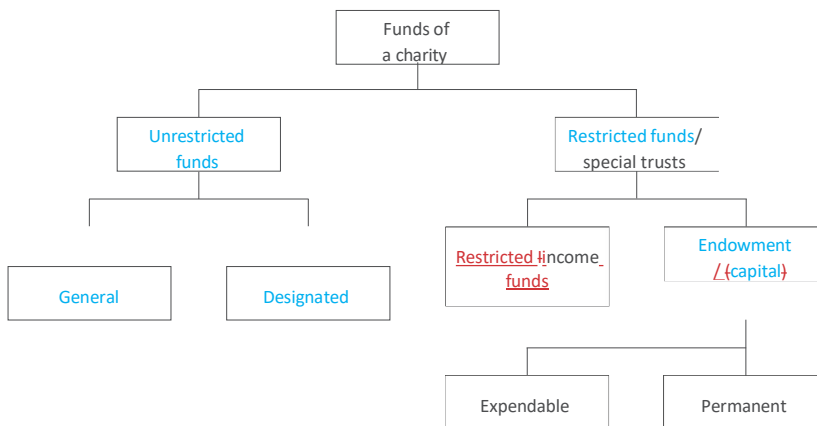 Funds of
a charity
Unrestricted
funds
Restricted funds/
special trusts
Restricted Iincome
funds
Endowment
/ (capital)
General
Designated
Expendable
Permanent